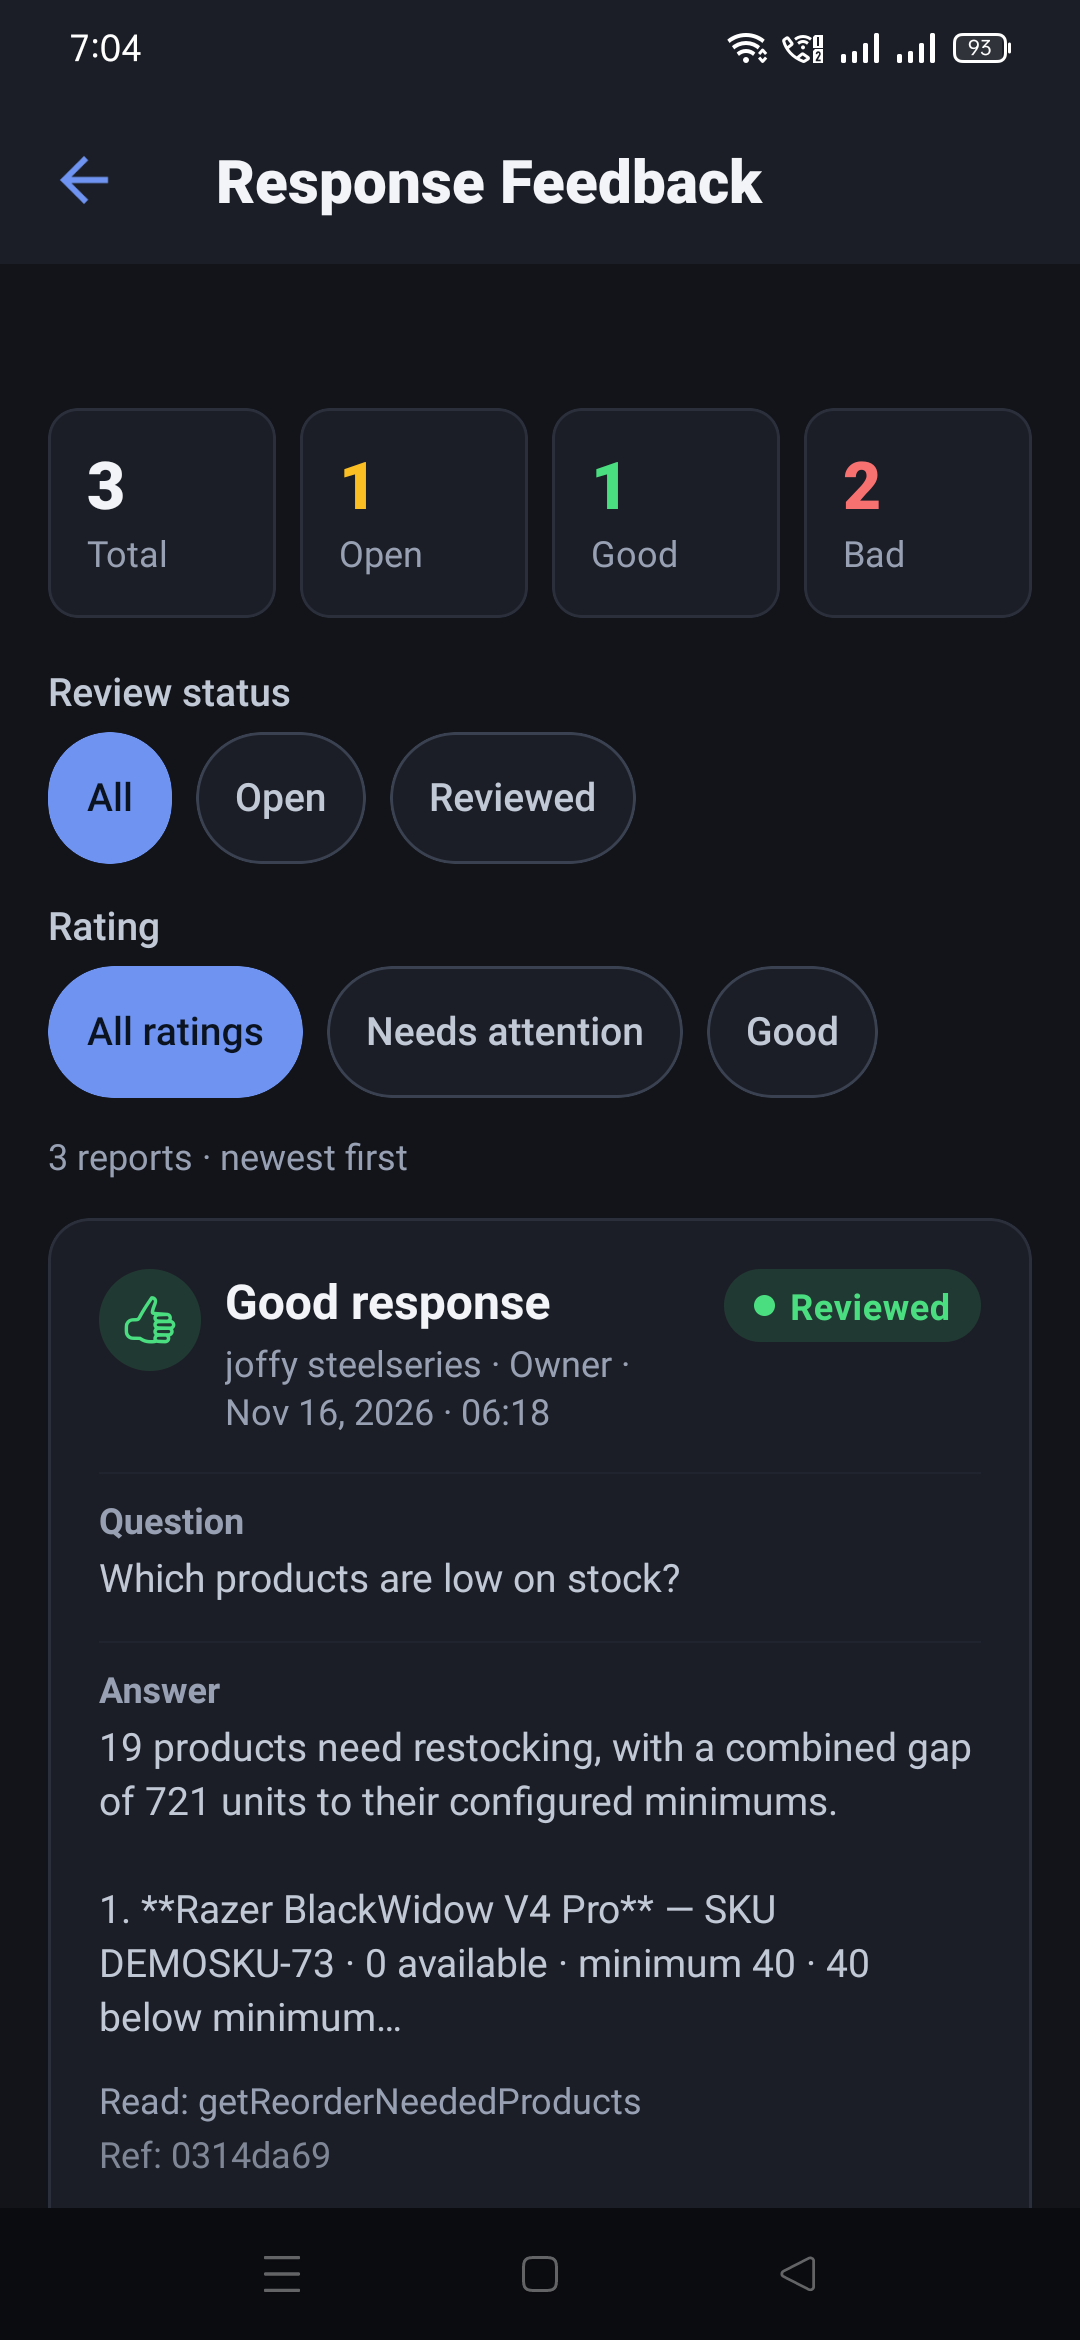 7:04
93
Response Feedback
3
Total
1
Open
1
Good
2
Bad
Review status
All
Open
Reviewed
Rating
All ratings
Needs attention
Good
3 reports · newest first
Good response
Reviewed
joffy steelseries · Owner ·
Nov 16, 2026 · 06:18
Question
Which products are low on stock?
Answer
19 products need restocking, with a combined gap
of 721 units to their configured minimums.
1. **Razer BlackWidow V4 Pro** — SKU
DEMOSKU-73 · 0 available · minimum 40 · 40
below minimum…
Read: getReorderNeededProducts
Ref: 0314da69